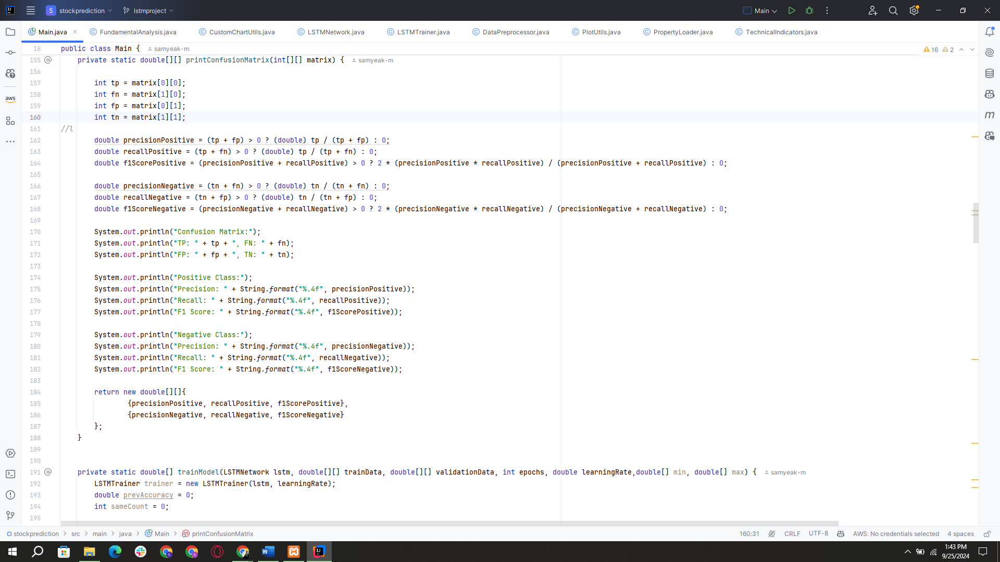 stockprediction lstmproject Main
Main.java FundamentalAnalysis.java CustomChartUtils.java LSTMNetwork.java LSTMTrainer.java DataPreprocessor.java PlotUtils.java PropertyLoader.java TechnicalIndicators.java
18 public class Main { samyeak-m 16 2
155 @ private static double[][] printConfusionMatrix(int[][] matrix) { samyeak-m
156
157 int tp = matrix[0][0];
158 int fn = matrix[1][0];
159 int fp = matrix[0][1];
160 int tn = matrix[1][1];
161 //l
162 double precisionPositive = (tp + fp) > 0 ? (double) tp / (tp + fp) : 0;
163 double recallPositive = (tp + fn) > 0 ? (double) tp / (tp + fn) : 0;
164 double f1ScorePositive = (precisionPositive + recallPositive) > 0 ? 2 * (precisionPositive * recallPositive) / (precisionPositive + recallPositive) : 0;
165
166 double precisionNegative = (tn + fn) > 0 ? (double) tn / (tn + fn) : 0;
167 double recallNegative = (tn + fp) > 0 ? (double) tn / (tn + fp) : 0;
168 double f1ScoreNegative = (precisionNegative + recallNegative) > 0 ? 2 * (precisionNegative * recallNegative) / (precisionNegative + recallNegative) : 0;
169
170 System.out.println("Confusion Matrix:");
171 System.out.println("TP: " + tp + ", FN: " + fn);
172 System.out.println("FP: " + fp + ", TN: " + tn);
173
174 System.out.println("Positive Class:");
175 System.out.println("Precision: " + String.format("%.4f", precisionPositive));
176 System.out.println("Recall: " + String.format("%.4f", recallPositive));
177 System.out.println("F1 Score: " + String.format("%.4f", f1ScorePositive));
178
179 System.out.println("Negative Class:");
180 System.out.println("Precision: " + String.format("%.4f", precisionNegative));
181 System.out.println("Recall: " + String.format("%.4f", recallNegative));
182 System.out.println("F1 Score: " + String.format("%.4f", f1ScoreNegative));
183
184 return new double[][]{
185 {precisionPositive, recallPositive, f1ScorePositive},
186 {precisionNegative, recallNegative, f1ScoreNegative}
187 };
188 }
189
190
191 @ private static double[] trainModel(LSTMNetwork lstm, double[][] trainData, double[][] validationData, int epochs, double learningRate,double[] min, double[] max) { samyeak-m
192 LSTMTrainer trainer = new LSTMTrainer(lstm, learningRate);
193 double prevAccuracy = 0;
194 int sameCount = 0;
195
stockprediction > src > main > java > Main > printConfusionMatrix 160:31 CRLF UTF-8 AWS: No credentials selected 4 spaces
1:43 PM
9/25/2024